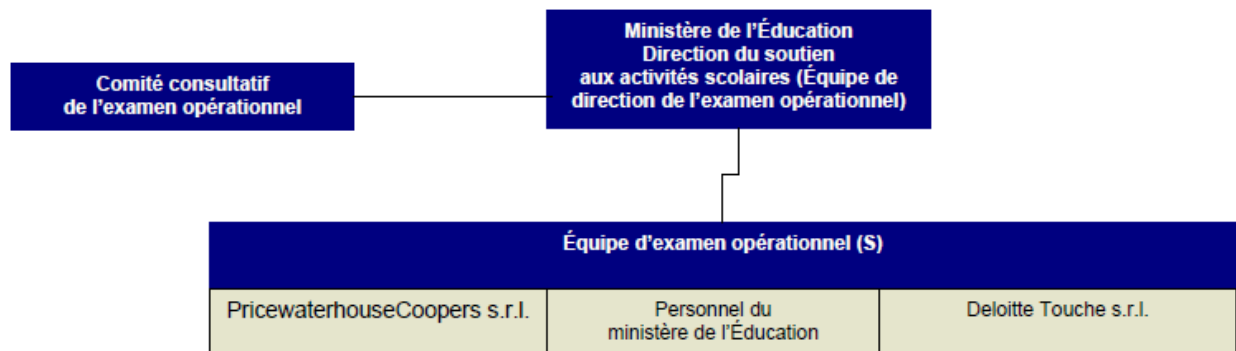 Ministère de l'Éducation
Direction du soutien
aux activités scolaires (Équipe de
direction de l'examen opérationnel)
Comité consultatif
de l'examen opérationnel
Équipe d'examen opérationnel (S)
PricewaterhouseCoopers s.r.l.
Personnel du
ministère de l'Éducation
Deloitte Touche s.r.l.